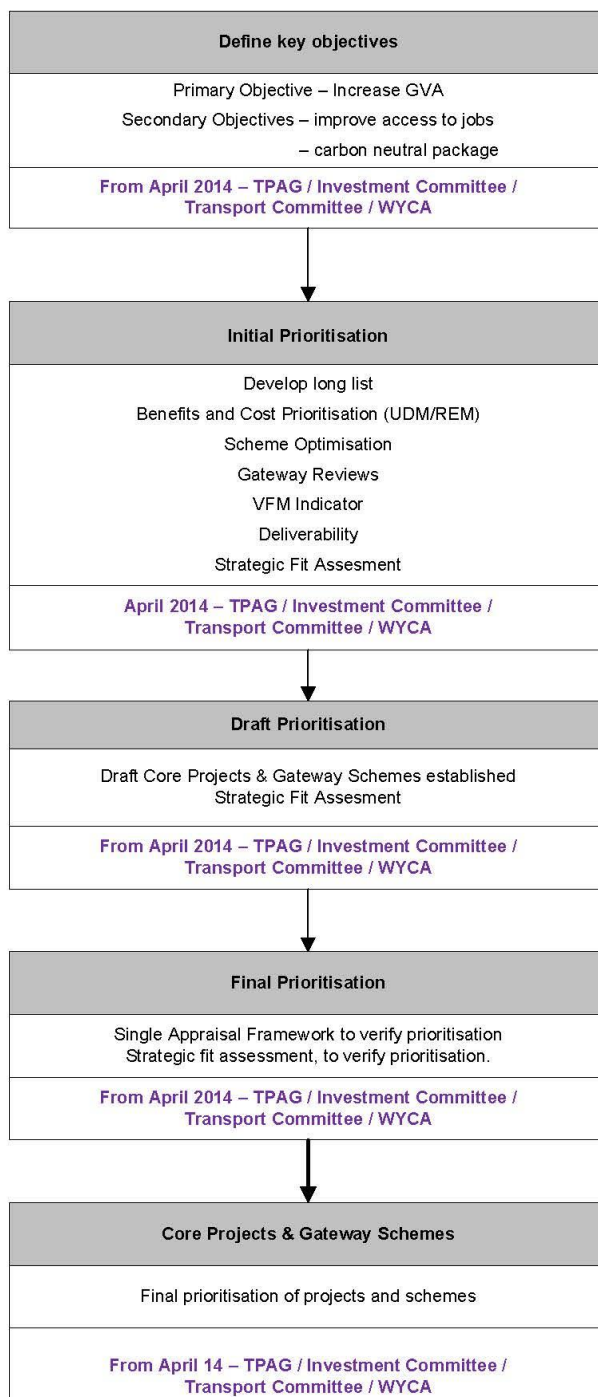 Define key objectives
Primary Objective – Increase GVA
Secondary Objectives – improve access to jobs
– carbon neutral package
From April 2014 – TPAG / Investment Committee /
Transport Committee / WYCA
Initial Prioritisation
Develop long list
Benefits and Cost Prioritisation (UDM/REM)
Scheme Optimisation
Gateway Reviews
VFM Indicator
Deliverability
Strategic Fit Assesment
April 2014 – TPAG / Investment Committee /
Transport Committee / WYCA
Draft Prioritisation
Draft Core Projects & Gateway Schemes established
Strategic Fit Assesment
From April 2014 – TPAG / Investment Committee /
Transport Committee / WYCA
Final Prioritisation
Single Appraisal Framework to verify prioritisation
Strategic fit assessment, to verify prioritisation.
From April 2014 – TPAG / Investment Committee /
Transport Committee / WYCA
Core Projects & Gateway Schemes
Final prioritisation of projects and schemes
From April 14 – TPAG / Investment Committee /
Transport Committee / WYCA